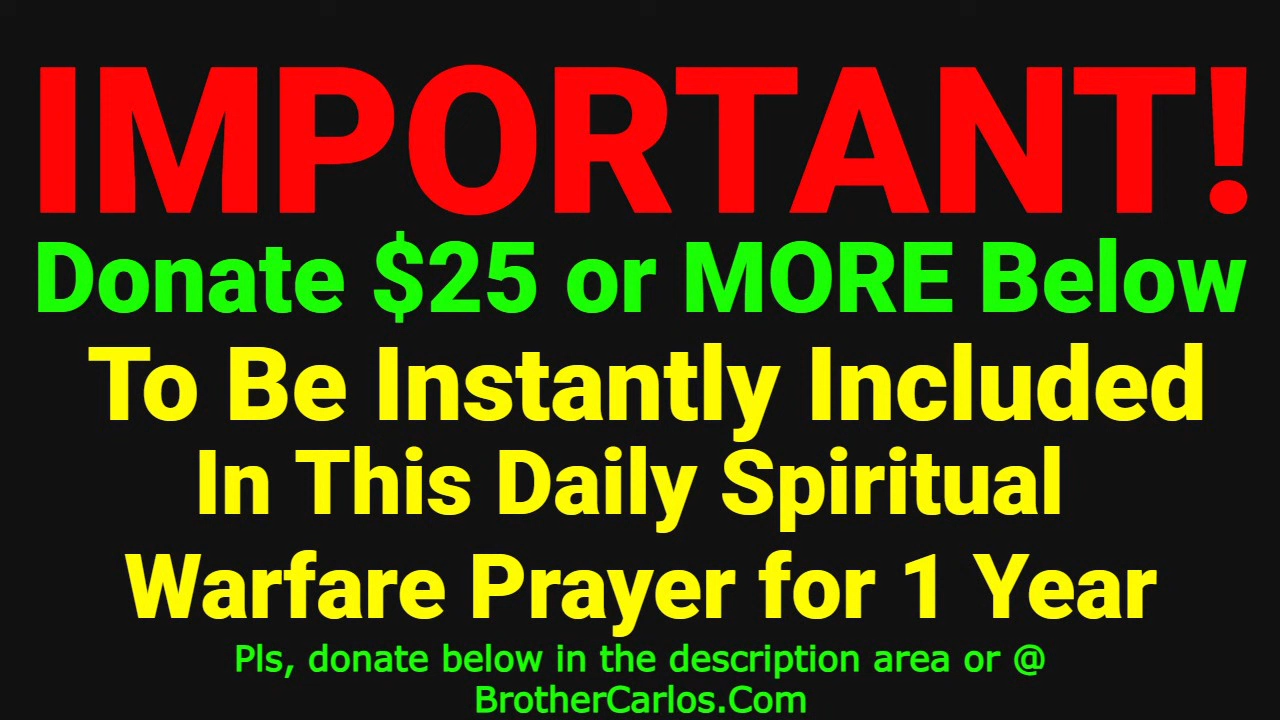 IMPORTANT!
Donate $25 or MORE Below
To Be Instantly Included
In This Daily Spiritual
Warfare Prayer for 1 Year
Pls, donate below in the description area or @
BrotherCarlos.Com